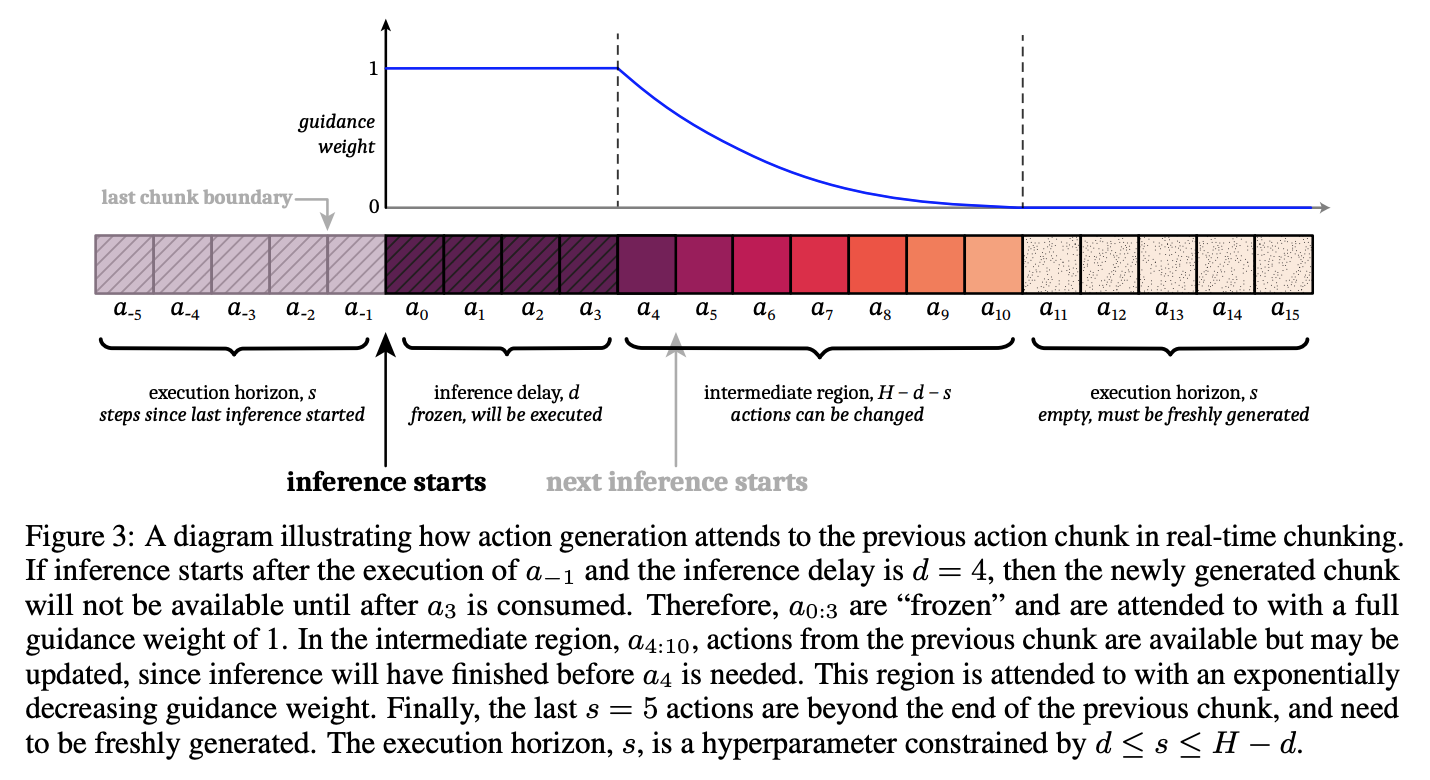 1
guidance
weight
last chunk boundary
0
a-5 a-4 a-3 a-2 a-1 a0 a1 a2 a3 a4 a5 a6 a7 a8 a9 a10 a11 a12 a13 a14 a15
execution horizon, s
steps since last inference started
inference delay, d
frozen, will be executed
intermediate region, H – d – s
actions can be changed
execution horizon, s
empty, must be freshly generated
inference starts
next inference starts
Figure 3: A diagram illustrating how action generation attends to the previous action chunk in real-time chunking.
If inference starts after the execution of a−1 and the inference delay is d = 4, then the newly generated chunk
will not be available until after a3 is consumed. Therefore, a0:3 are “frozen” and are attended to with a full
guidance weight of 1. In the intermediate region, a4:10, actions from the previous chunk are available but may be
updated, since inference will have finished before a4 is needed. This region is attended to with an exponentially
decreasing guidance weight. Finally, the last s = 5 actions are beyond the end of the previous chunk, and need
to be freshly generated. The execution horizon, s, is a hyperparameter constrained by d ≤ s ≤ H − d.